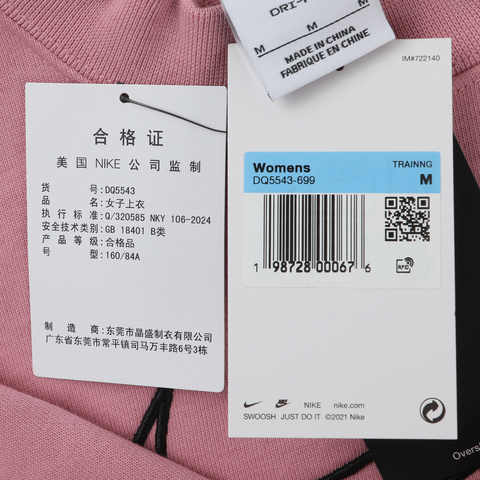 DRI-F
M
M
M
MADE IN CHINA
FABRIQUE EN CHINE
IM#722140
合格证
美国 NIKE 公司监制
货 号:DQ5543
品 名:女子上衣
执行标准:Q/320585 NKY 106-2024
安全技术类别:GB 18401 B类
产品等级:合格品
号 型:160/84A
制造商:东莞市晶盛制衣有限公司
广东省东莞市常平镇司马万丰路6号3栋
Womens
TRAINNG
DQ5543-699
M
1 98728 00067 6
RFID
NIKE
nike.com
SWOOSH JUST DO IT ©2021 Nike
Overs